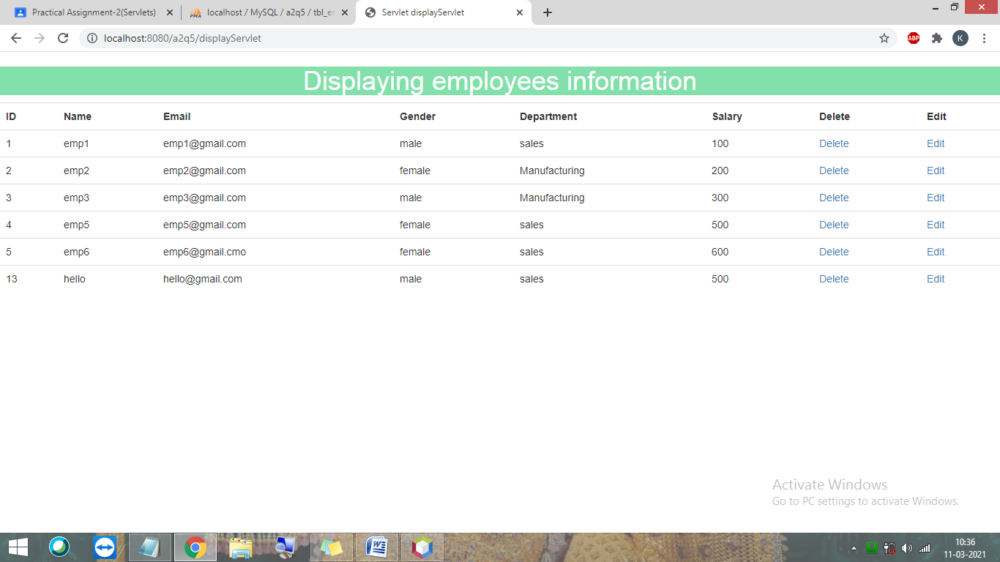 Practical Assignment-2(Servlets)
localhost / MySQL / a2q5 / tbl_er
Servlet displayServlet
localhost:8080/a2q5/displayServlet
ABP
K
Displaying employees information
ID Name Email Gender Department Salary Delete Edit
1 emp1 emp1@gmail.com male sales 100 Delete Edit
2 emp2 emp2@gmail.com female Manufacturing 200 Delete Edit
3 emp3 emp3@gmail.com male Manufacturing 300 Delete Edit
4 emp5 emp5@gmail.com female sales 500 Delete Edit
5 emp6 emp6@gmail.cmo female sales 600 Delete Edit
13 hello hello@gmail.com male sales 500 Delete Edit
Activate Windows
Go to PC settings to activate Windows.
10:36
11-03-2021